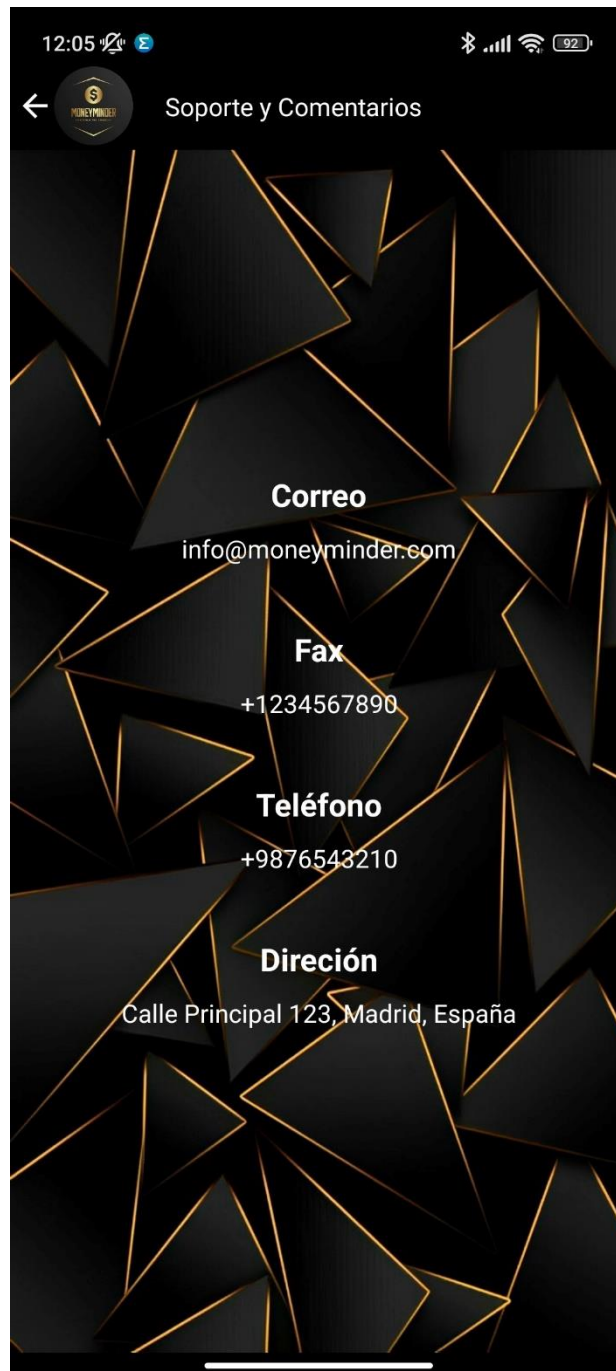 12:05
92
MONEYMINDER
Soporte y Comentarios
Correo
info@moneyminder.com
Fax
+1234567890
Teléfono
+9876543210
Direción
Calle Principal 123, Madrid, España